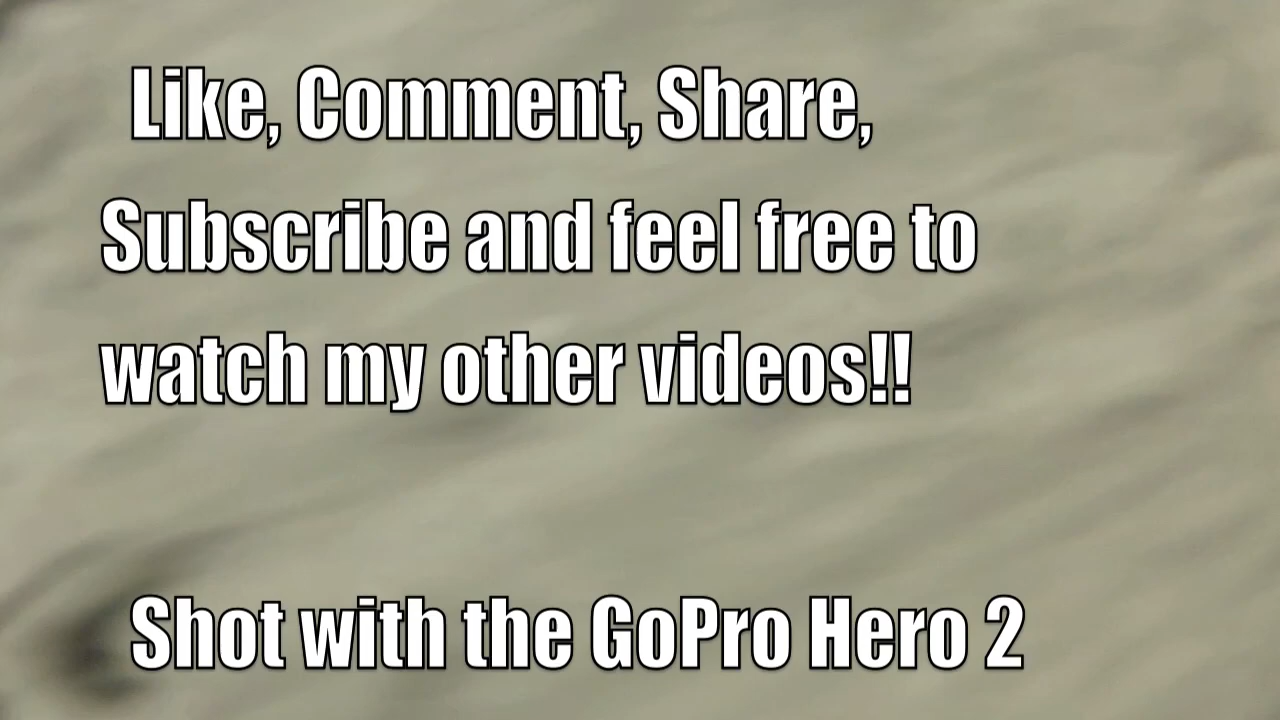 Like, Comment, Share,
Subscribe and feel free to
watch my other videos!!
Shot with the GoPro Hero 2